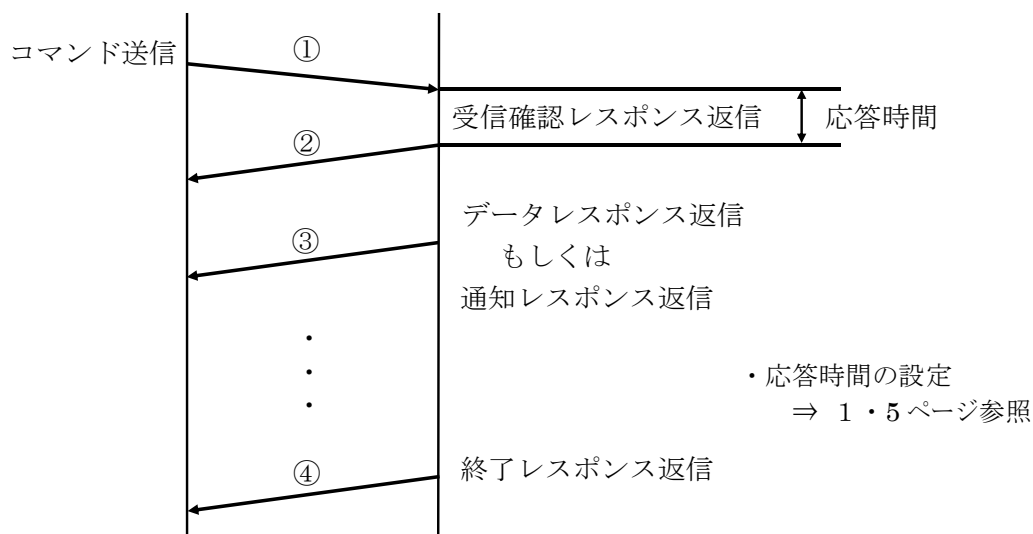 コマンド送信
①
受信確認レスポンス返信
応答時間
②
データレスポンス返信
③
もしくは
通知レスポンス返信
・
・
・
・応答時間の設定
⇒ 1・5ページ参照
④
終了レスポンス返信